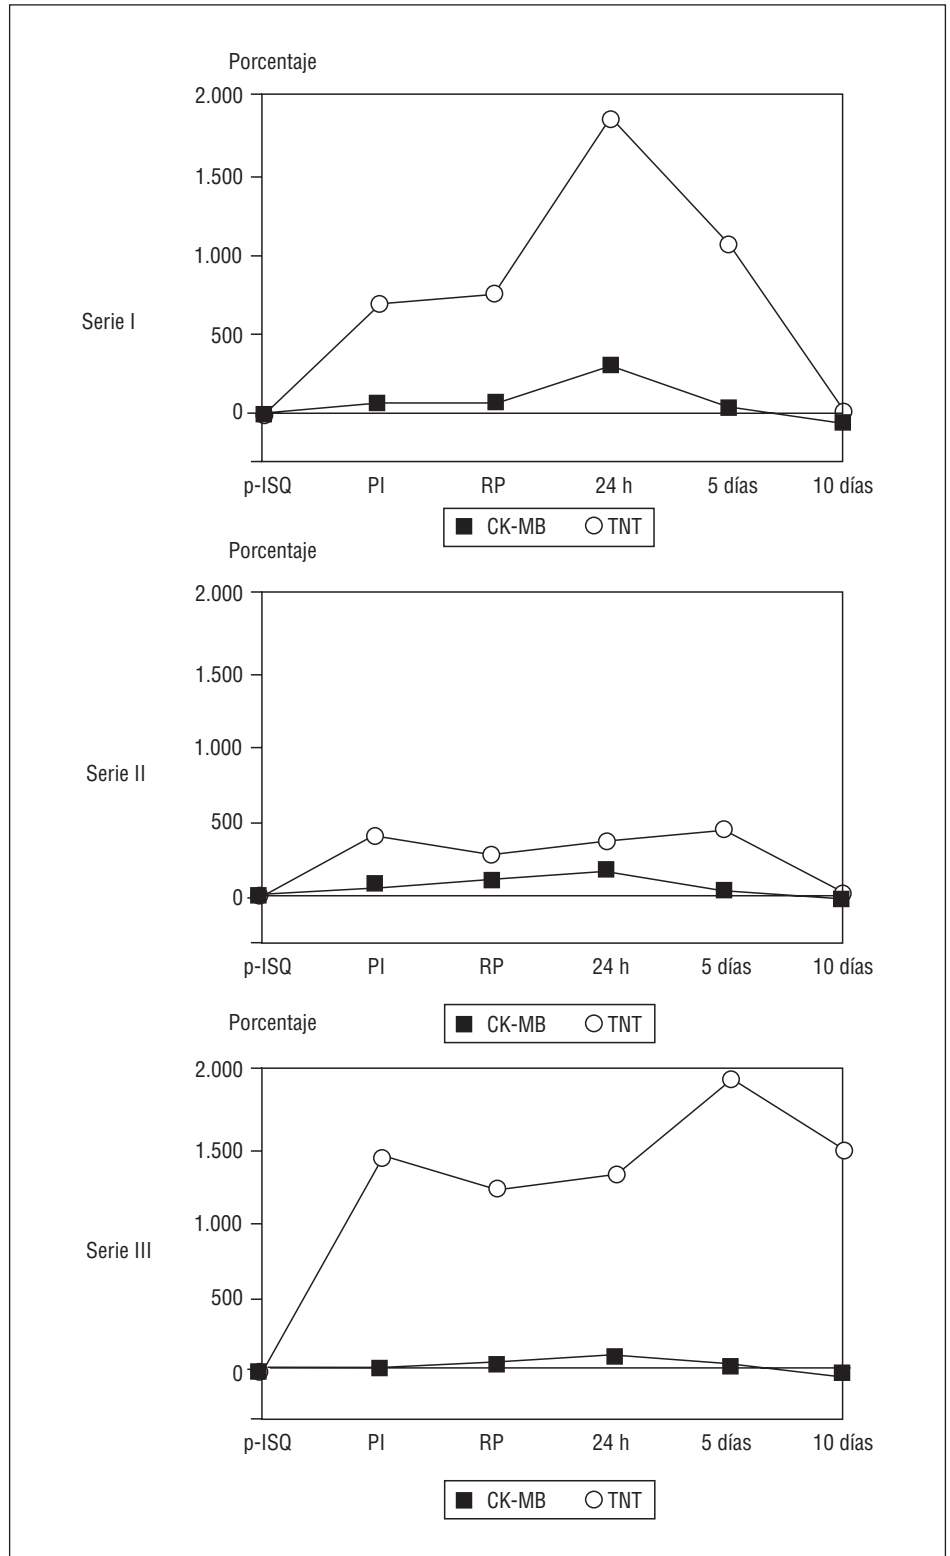 Porcentaje
2.000
1.500
1.000
500
0
Serie I
p-ISQ PI RP 24 h 5 días 10 días
CK-MB TNT
Porcentaje
2.000
1.500
1.000
500
0
Serie II
p-ISQ PI RP 24 h 5 días 10 días
CK-MB TNT
Porcentaje
2.000
1.500
1.000
500
0
Serie III
p-ISQ PI RP 24 h 5 días 10 días
CK-MB TNT